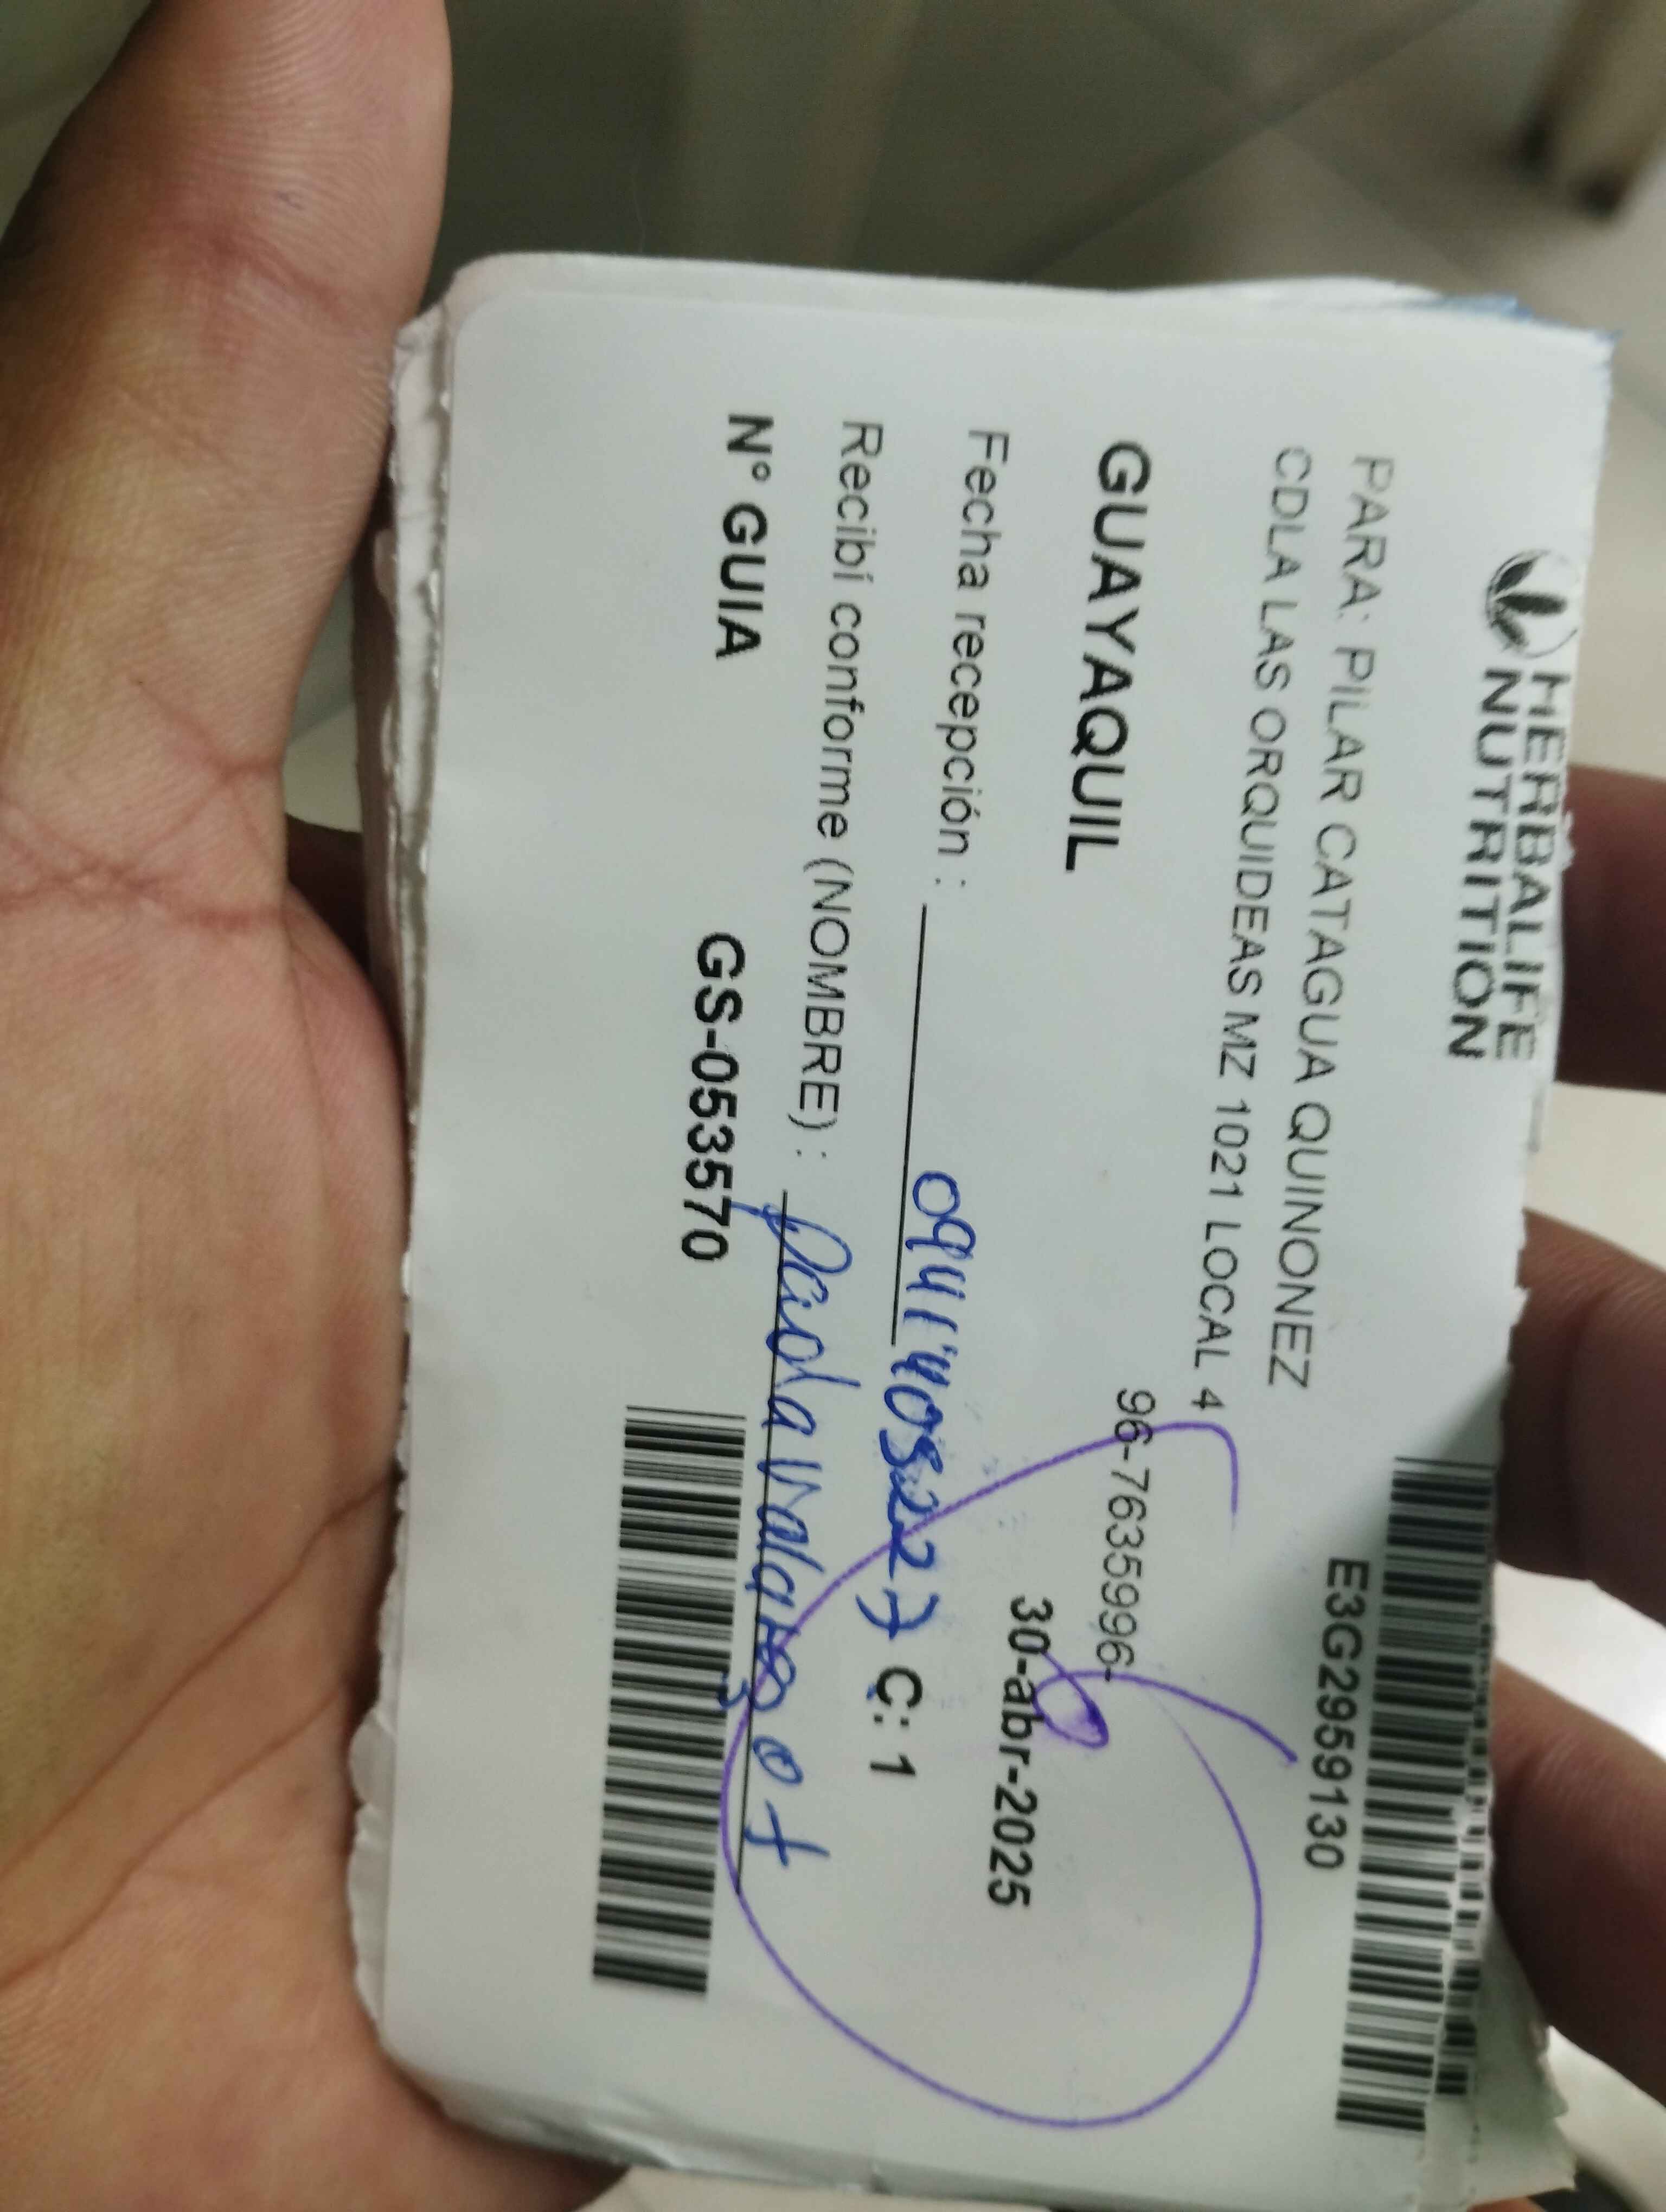 HERBALIFE
NUTRITION
E3G2959130
PARA: PILAR CATAGUA QUINONEZ
CDLA LAS ORQUIDEAS MZ 1021 LOCAL 4
96-7635996-
GUAYAQUIL
30-abr-2025
Fecha recepción :
C: 1
Recibí conforme (NOMBRE) : Paola
N° GUIA GS-053570